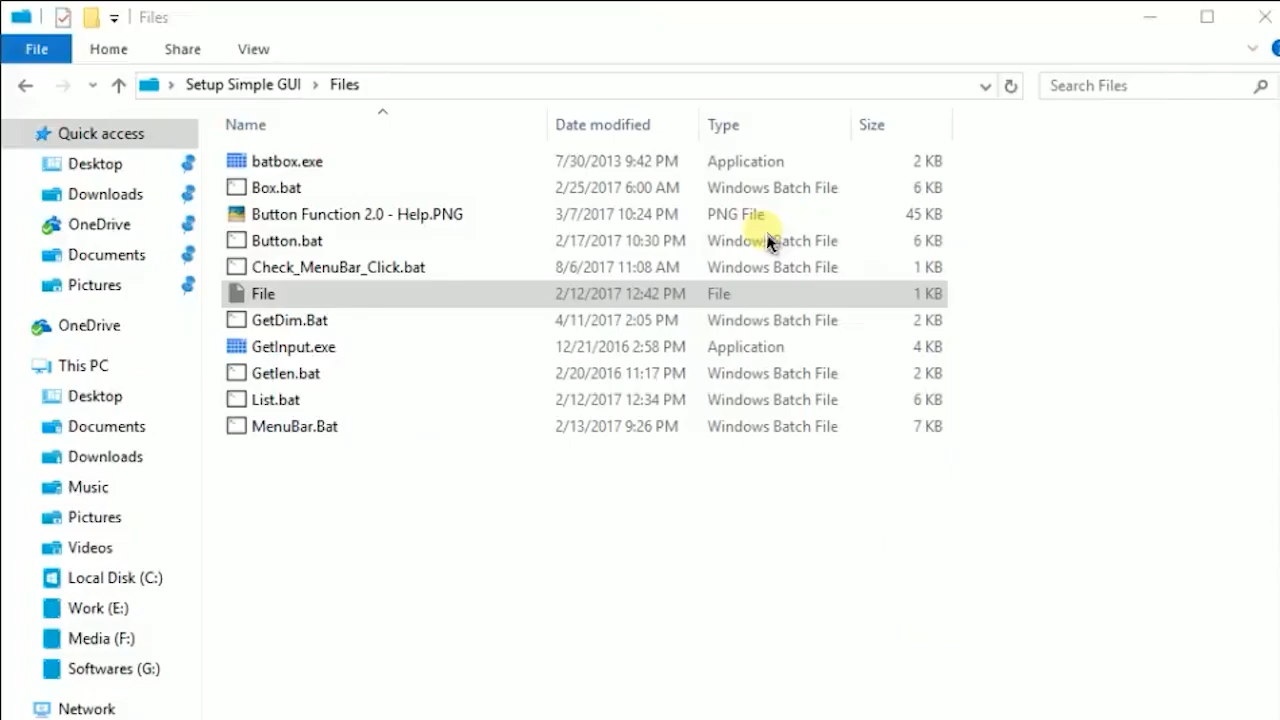 Files
File Home Share View
Setup Simple GUI > Files Search Files
Name Date modified Type Size
Quick access
Desktop
Downloads
OneDrive
Documents
Pictures
OneDrive
This PC
Desktop
Documents
Downloads
Music
Pictures
Videos
Local Disk (C:)
Work (E:)
Media (F:)
Softwares (G:)
Network
batbox.exe 7/30/2013 9:42 PM Application 2 KB
Box.bat 2/25/2017 6:00 AM Windows Batch File 6 KB
Button Function 2.0 - Help.PNG 3/7/2017 10:24 PM PNG File 45 KB
Button.bat 2/17/2017 10:30 PM Windows Batch File 6 KB
Check_MenuBar_Click.bat 8/6/2017 11:08 AM Windows Batch File 1 KB
File 2/12/2017 12:42 PM File 1 KB
GetDim.Bat 4/11/2017 2:05 PM Windows Batch File 2 KB
GetInput.exe 12/21/2016 2:58 PM Application 4 KB
Getlen.bat 2/20/2016 11:17 PM Windows Batch File 2 KB
List.bat 2/12/2017 12:34 PM Windows Batch File 6 KB
MenuBar.Bat 2/13/2017 9:26 PM Windows Batch File 7 KB